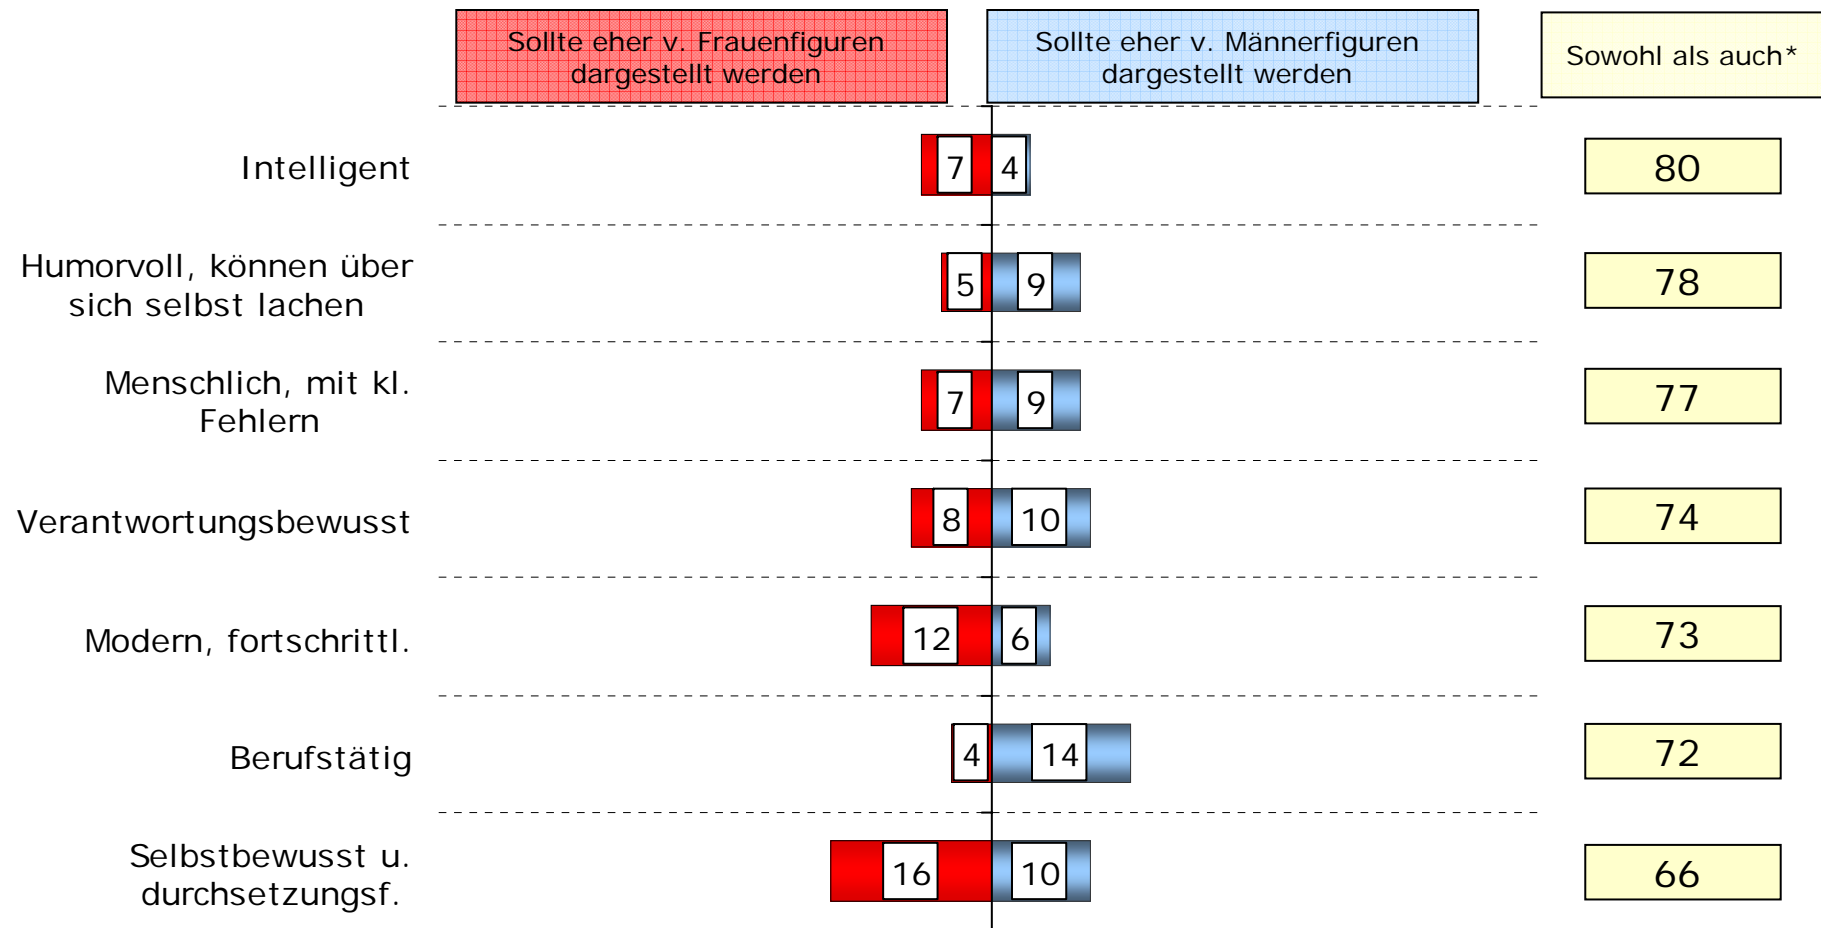 Sollte eher v. Frauenfiguren
dargestellt werden
Sollte eher v. Männerfiguren
dargestellt werden
Sowohl als auch*
Intelligent
7
4
80
Humorvoll, können über
sich selbst lachen
5
9
78
Menschlich, mit kl.
Fehlern
7
9
77
Verantwortungsbewusst
8
10
74
Modern, fortschrittl.
12
6
73
Berufstätig
4
14
72
Selbstbewusst u.
durchsetzungsf.
16
10
66